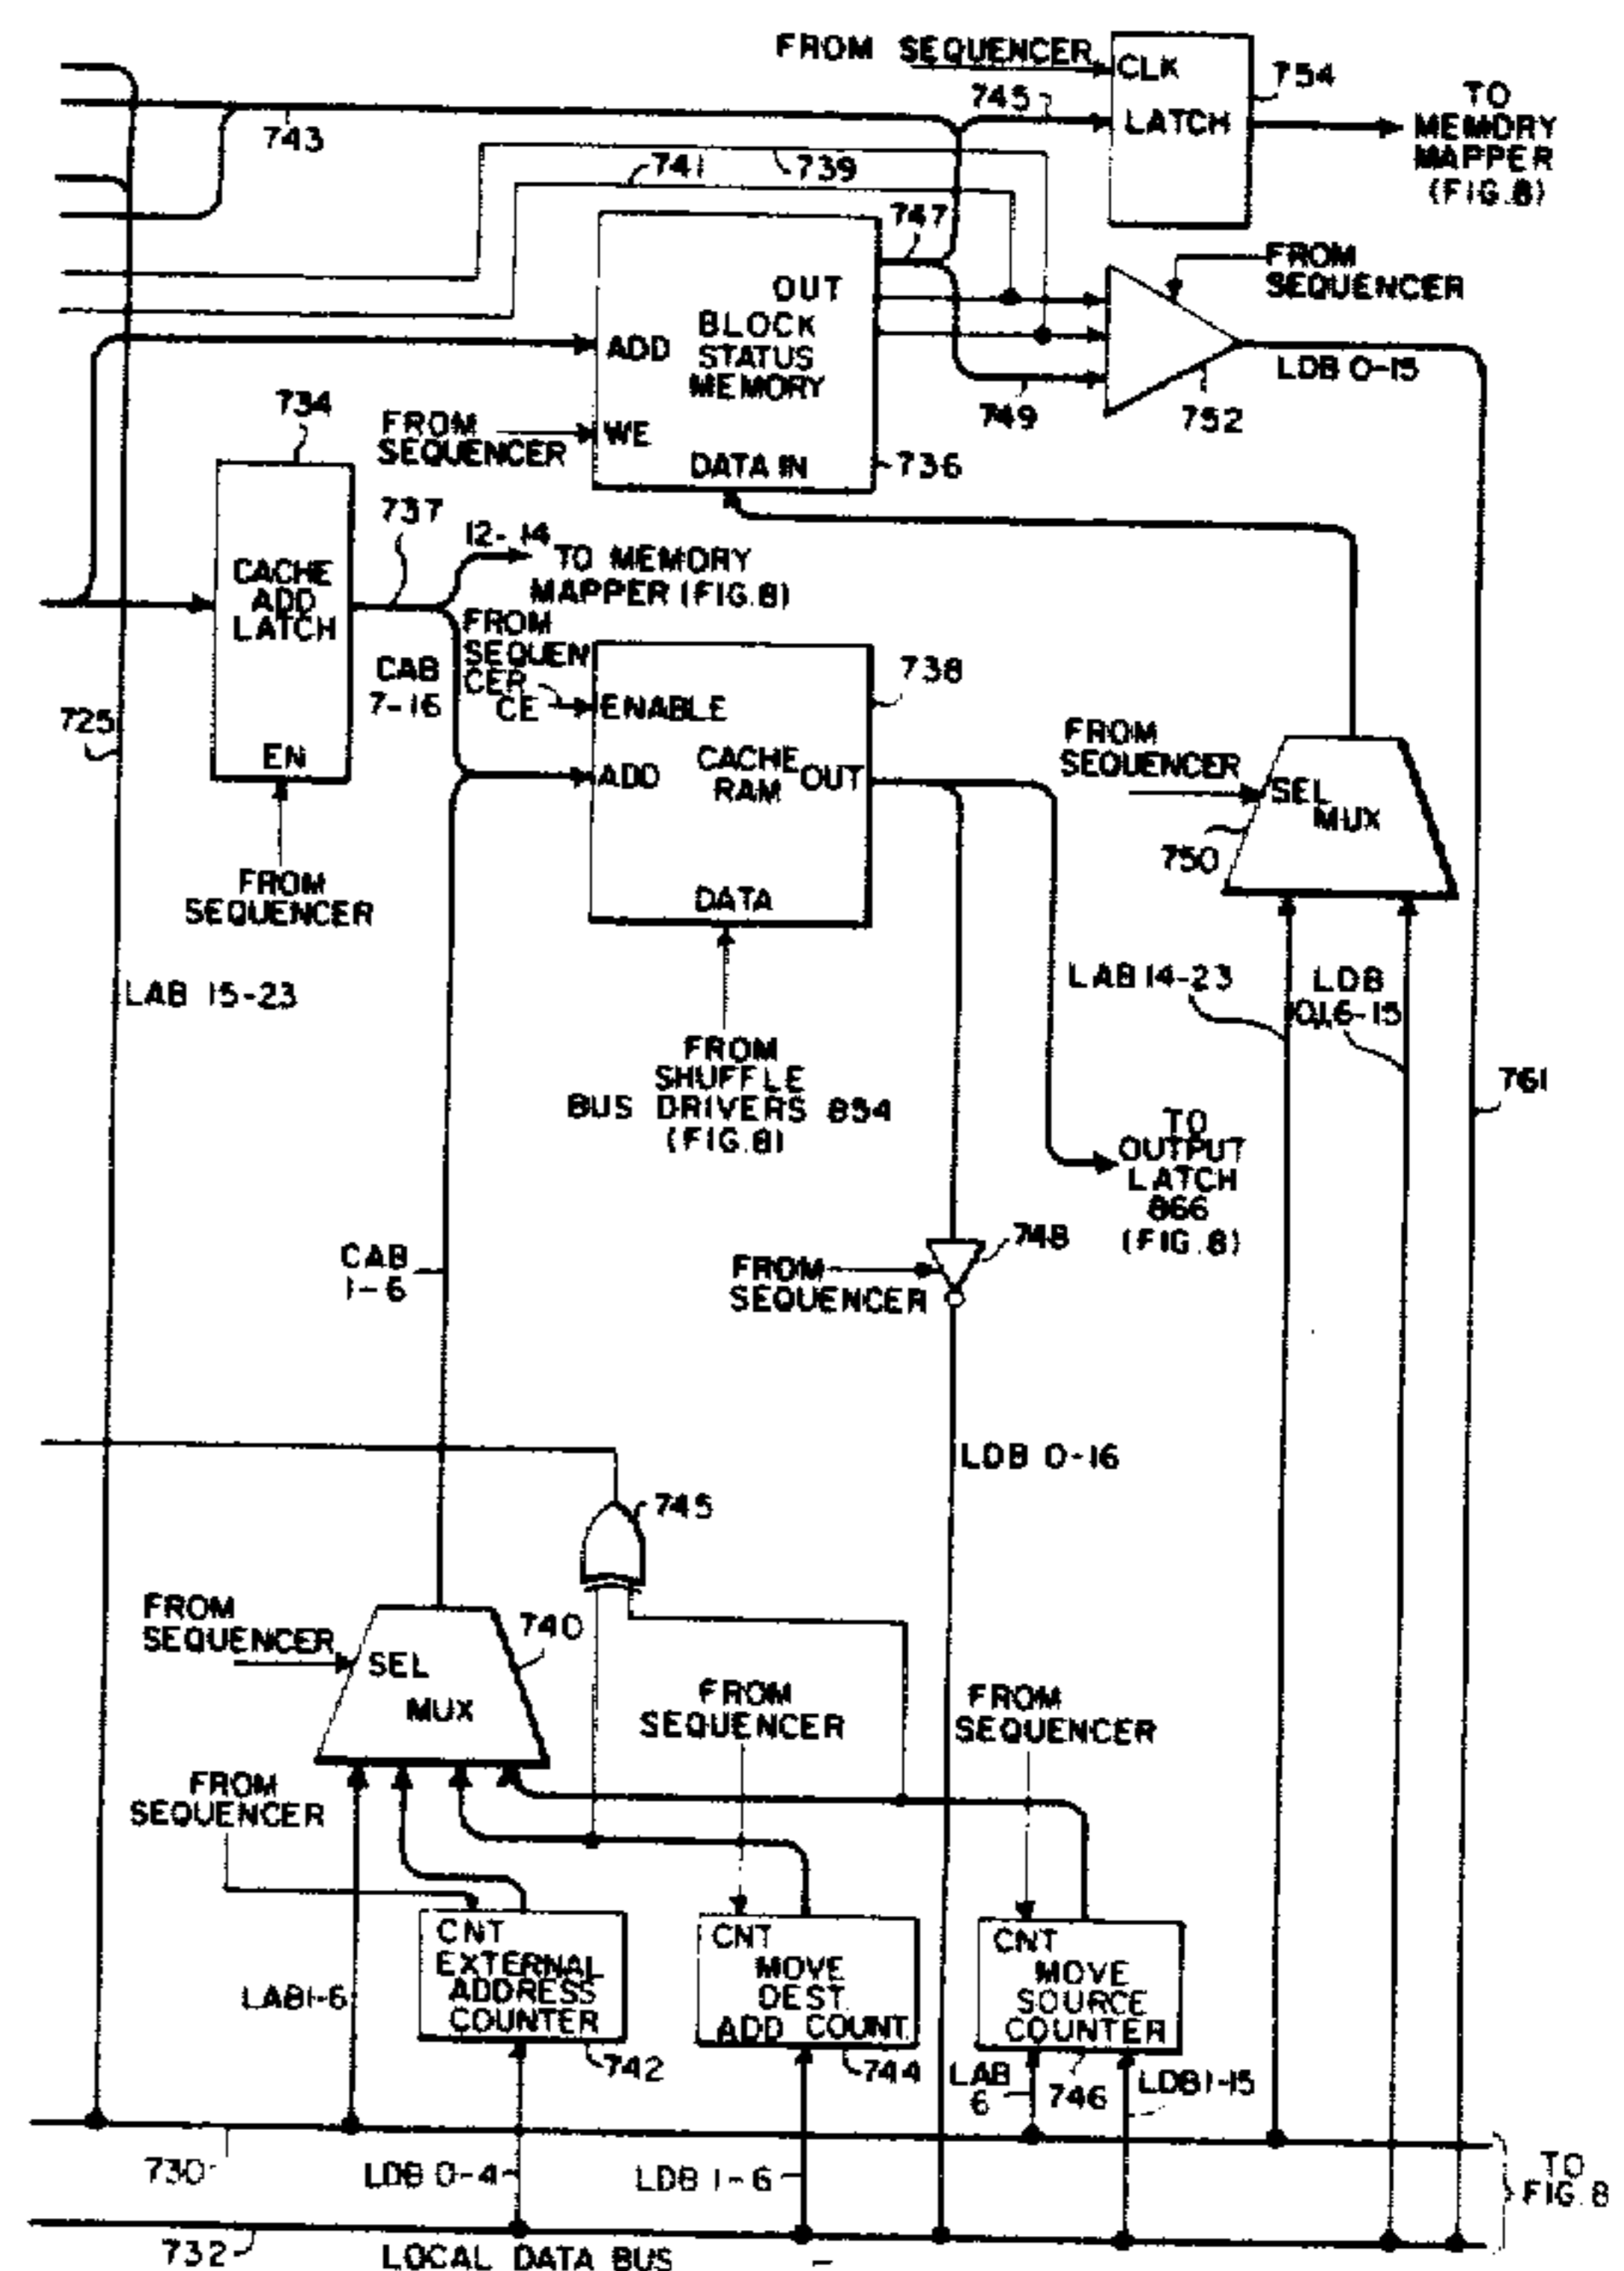 FROM SEQUENCER
CLK
LATCH
754
745
TO
MEMORY
MAPPER
(FIG.8)
743
741
739
747
FROM
SEQUENCER
OUT
BLOCK
STATUS
MEMORY
ADD
WE
DATA IN
736
749
752
LDB 0-15
734
FROM
SEQUENCER
737
CACHE
ADD
LATCH
EN
12-14
TO MEMORY
MAPPER (FIG.8)
FROM
SEQUEN
CER
CE
CAB
7-16
ENABLE
738
ADD
CACHE
RAM
OUT
DATA
725
FROM
SEQUENCER
FROM
SEQUENCER
SEL
MUX
750
LAB 15-23
LAB 14-23
LDB
0,1,6-15
761
FROM
SHUFFLE
BUS DRIVERS 854
(FIG.8)
TO
OUTPUT
LATCH
866
(FIG.8)
CAB
1-6
748
FROM
SEQUENCER
LDB 0-16
745
FROM
SEQUENCER
SEL
MUX
740
FROM
SEQUENCER
FROM
SEQUENCER
FROM
SEQUENCER
CNT
EXTERNAL
ADDRESS
COUNTER
742
CNT
MOVE
DEST.
ADD COUNT.
744
CNT
MOVE
SOURCE
COUNTER
746
LAB1-6
LAB
6
LDB1-15
730
LDB 0-4
LDB 1-6
TO
FIG.8
732
LOCAL DATA BUS